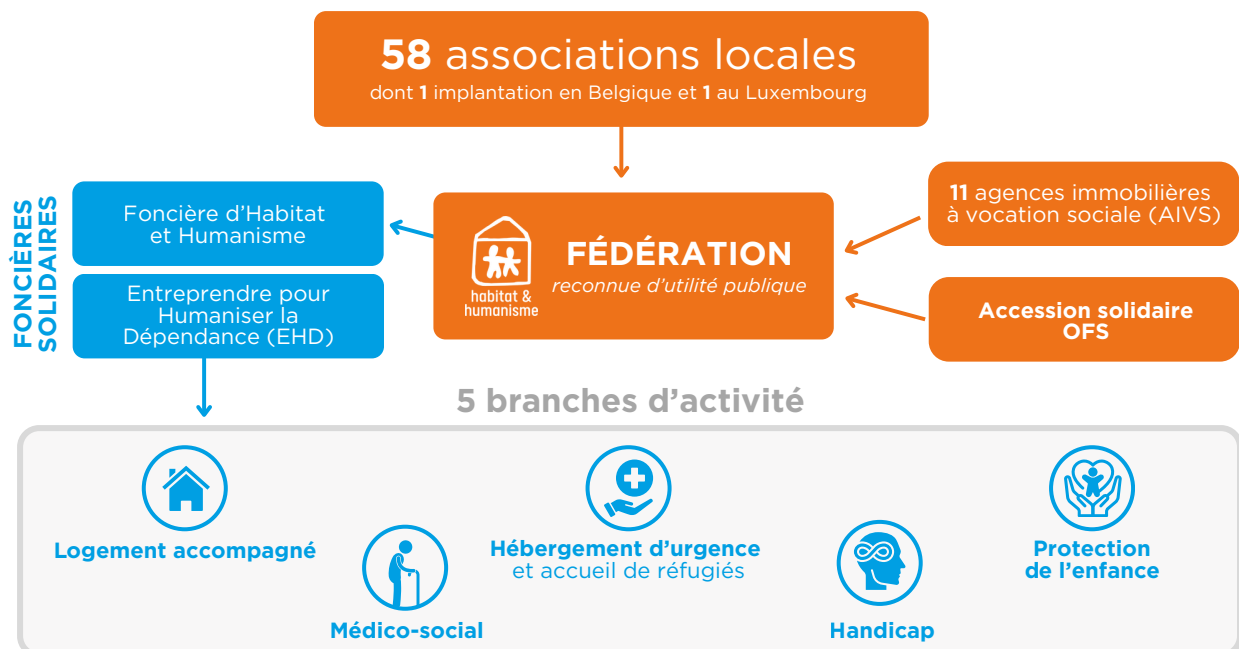 58 associations locales
dont 1 implantation en Belgique et 1 au Luxembourg
FONCIÈRES
SOLIDAIRES
Foncière d’Habitat
et Humanisme
Entreprendre pour
Humaniser la
Dépendance (EHD)
habitat &
humanisme
FÉDÉRATION
reconnue d’utilité publique
11 agences immobilières
à vocation sociale (AIVS)
Accession solidaire
OFS
5 branches d’activité
Logement accompagné
Médico-social
Hébergement d’urgence
et accueil de réfugiés
Handicap
Protection
de l’enfance